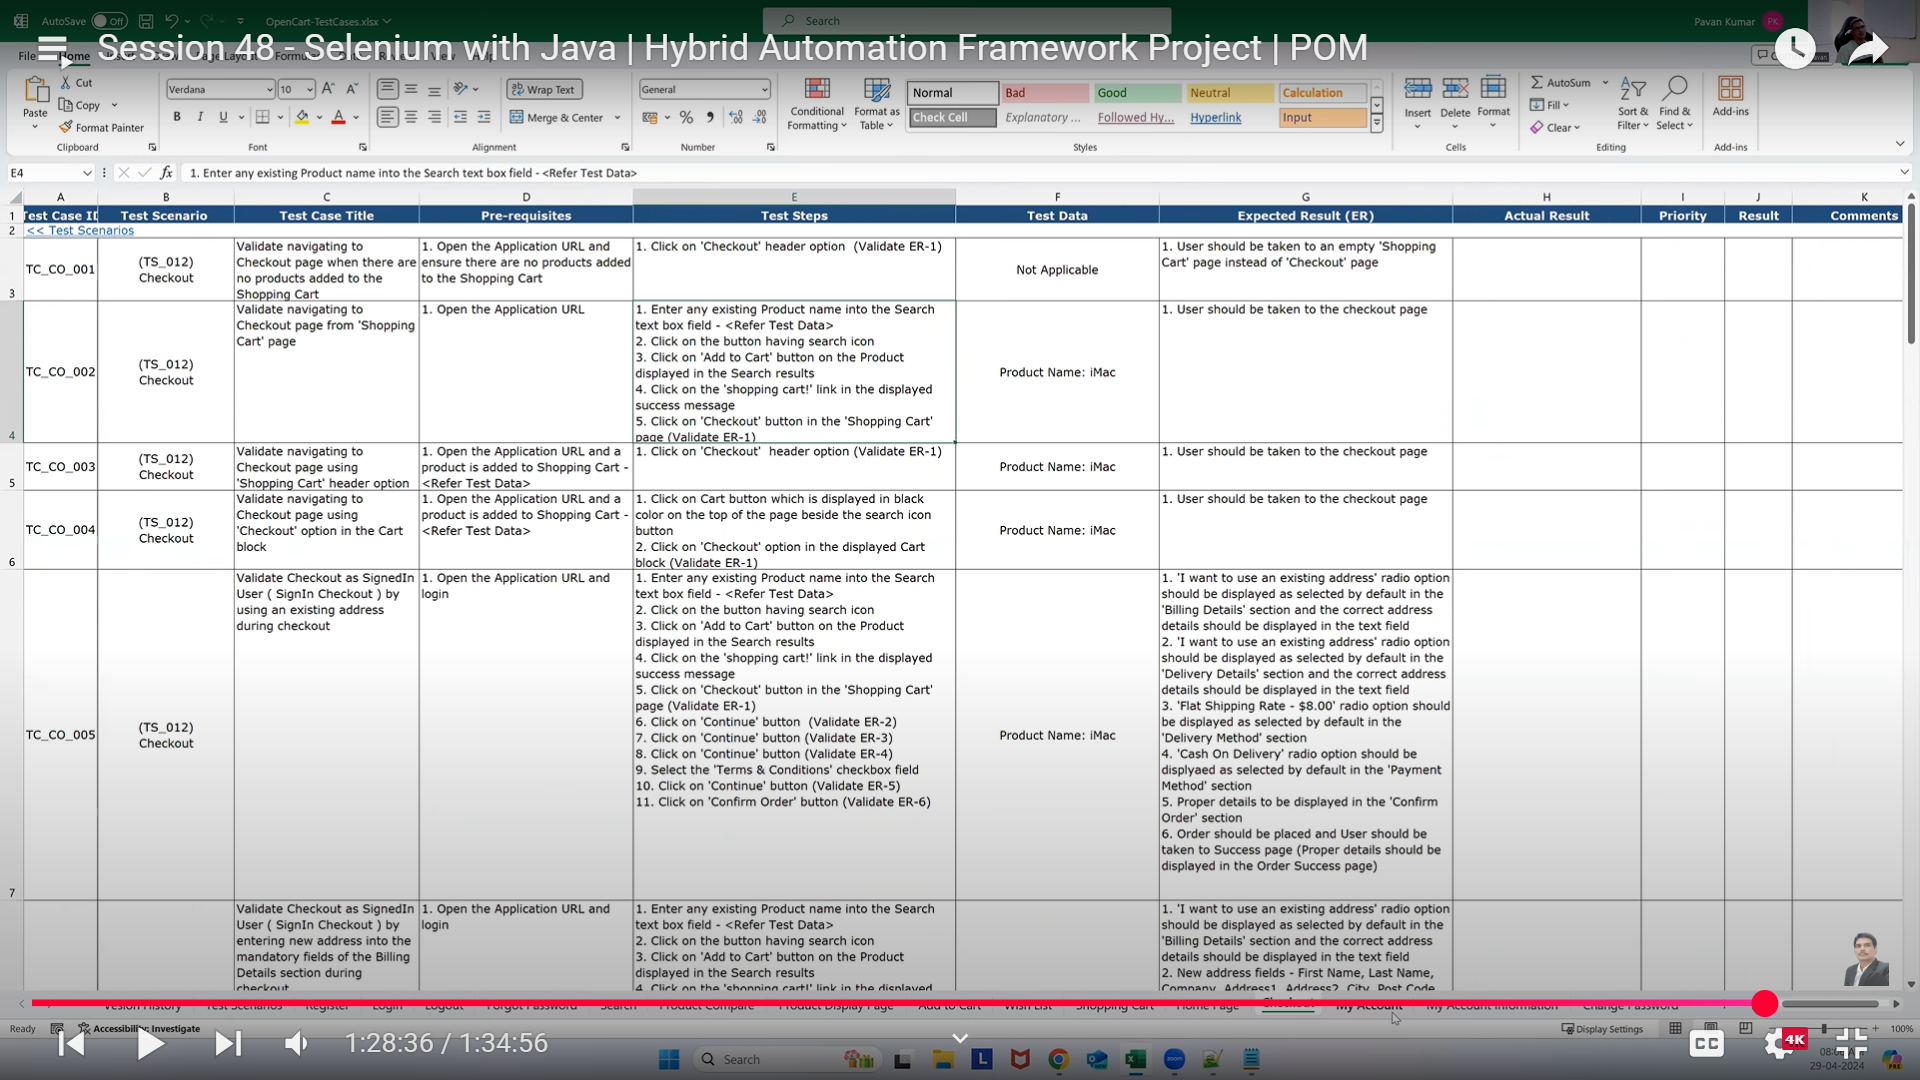 AutoSave Off OpenCart-TestCases.xlsx Search Pavan Kumar PK
Session 48 - Selenium with Java | Hybrid Automation Framework Project | POM
File Home
Paste Cut Copy Format Painter Clipboard
Verdana 10 B I U Font
Wrap Text Merge & Center Alignment
General Number
Conditional Formatting Format as Table
Normal Bad Good Neutral Calculation
Check Cell Explanatory ... Followed Hy... Hyperlink Input
Styles
Insert Delete Format Cells
AutoSum Fill Clear Sort & Filter Find & Select Editing
Add-ins Add-ins
E4 fx 1. Enter any existing Product name into the Search text box field - <Refer Test Data>
A B C D E F G H I J K
1 Test Scenario Test Case Title Pre-requisites Test Steps Test Data Expected Result (ER) Actual Result Priority Result Comments
2 << Test Scenarios
3
TC_CO_001
(TS_012)
Checkout
Validate navigating to
Checkout page when there are
no products added to the
Shopping Cart
1. Open the Application URL and
ensure there are no products added
to the Shopping Cart
1. Click on 'Checkout' header option (Validate ER-1)
Not Applicable
1. User should be taken to an empty 'Shopping
Cart' page instead of 'Checkout' page
4
TC_CO_002
(TS_012)
Checkout
Validate navigating to
Checkout page from 'Shopping
Cart' page
1. Open the Application URL
1. Enter any existing Product name into the Search
text box field - <Refer Test Data>
2. Click on the button having search icon
3. Click on 'Add to Cart' button on the Product
displayed in the Search results
4. Click on the 'shopping cart!' link in the displayed
success message
5. Click on 'Checkout' button in the 'Shopping Cart'
page (Validate ER-1)
Product Name: iMac
1. User should be taken to the checkout page
5
TC_CO_003
(TS_012)
Checkout
Validate navigating to
Checkout page using
'Shopping Cart' header option
1. Open the Application URL and a
product is added to Shopping Cart -
<Refer Test Data>
1. Click on 'Checkout' header option (Validate ER-1)
Product Name: iMac
1. User should be taken to the checkout page
6
TC_CO_004
(TS_012)
Checkout
Validate navigating to
Checkout page using
'Checkout' option in the Cart
block
1. Open the Application URL and a
product is added to Shopping Cart -
<Refer Test Data>
1. Click on Cart button which is displayed in black
color on the top of the page beside the search icon
button
2. Click on 'Checkout' option in the displayed Cart
block (Validate ER-1)
Product Name: iMac
1. User should be taken to the checkout page
7
TC_CO_005
(TS_012)
Checkout
Validate Checkout as SignedIn
User ( SignIn Checkout ) by
using an existing address
during checkout
1. Open the Application URL and
login
1. Enter any existing Product name into the Search
text box field - <Refer Test Data>
2. Click on the button having search icon
3. Click on 'Add to Cart' button on the Product
displayed in the Search results
4. Click on the 'shopping cart!' link in the displayed
success message
5. Click on 'Checkout' button in the 'Shopping Cart'
page (Validate ER-1)
6. Click on 'Continue' button (Validate ER-2)
7. Click on 'Continue' button (Validate ER-3)
8. Click on 'Continue' button (Validate ER-4)
9. Select the 'Terms & Conditions' checkbox field
10. Click on 'Continue' button (Validate ER-5)
11. Click on 'Confirm Order' button (Validate ER-6)
Product Name: iMac
1. 'I want to use an existing address' radio option
should be displayed as selected by default in the
'Billing Details' section and the correct address
details should be displayed in the text field
2. 'I want to use an existing address' radio option
should be displayed as selected by default in the
'Delivery Details' section and the correct address
details should be displayed in the text field
3. 'Flat Shipping Rate - $8.00' radio option should
be displayed as selected by default in the
'Delivery Method' section
4. 'Cash On Delivery' radio option should be
displyaed as selected by default in the 'Payment
Method' section
5. Proper details to be displayed in the 'Confirm
Order' section
6. Order should be placed and User should be
taken to Success page (Proper details should be
displayed in the Order Success page)
Validate Checkout as SignedIn
User ( SignIn Checkout ) by
entering new address into the
mandatory fields of the Billing
Details section during
checkout
1. Open the Application URL and
login
1. Enter any existing Product name into the Search
text box field - <Refer Test Data>
2. Click on the button having search icon
3. Click on 'Add to Cart' button on the Product
displayed in the Search results
4. Click on the 'shopping cart!' link in the displayed
1. 'I want to use an existing address' radio option
should be displayed as selected by default in the
'Billing Details' section and the correct address
details should be displayed in the text field
2. New address fields - First Name, Last Name,
Company, Address1, Address2, City, Post Code,
Test Scenarios Register Login Logout Forgot Password Search Product Compare Product Display Page Add to Cart Wish List Shopping Cart Home Page Checkout My Account My Account Information Change Password
Ready Accessibility: Investigate Display Settings 100%
1:28:36 / 1:34:56 CC 4K
Search
29-04-2024